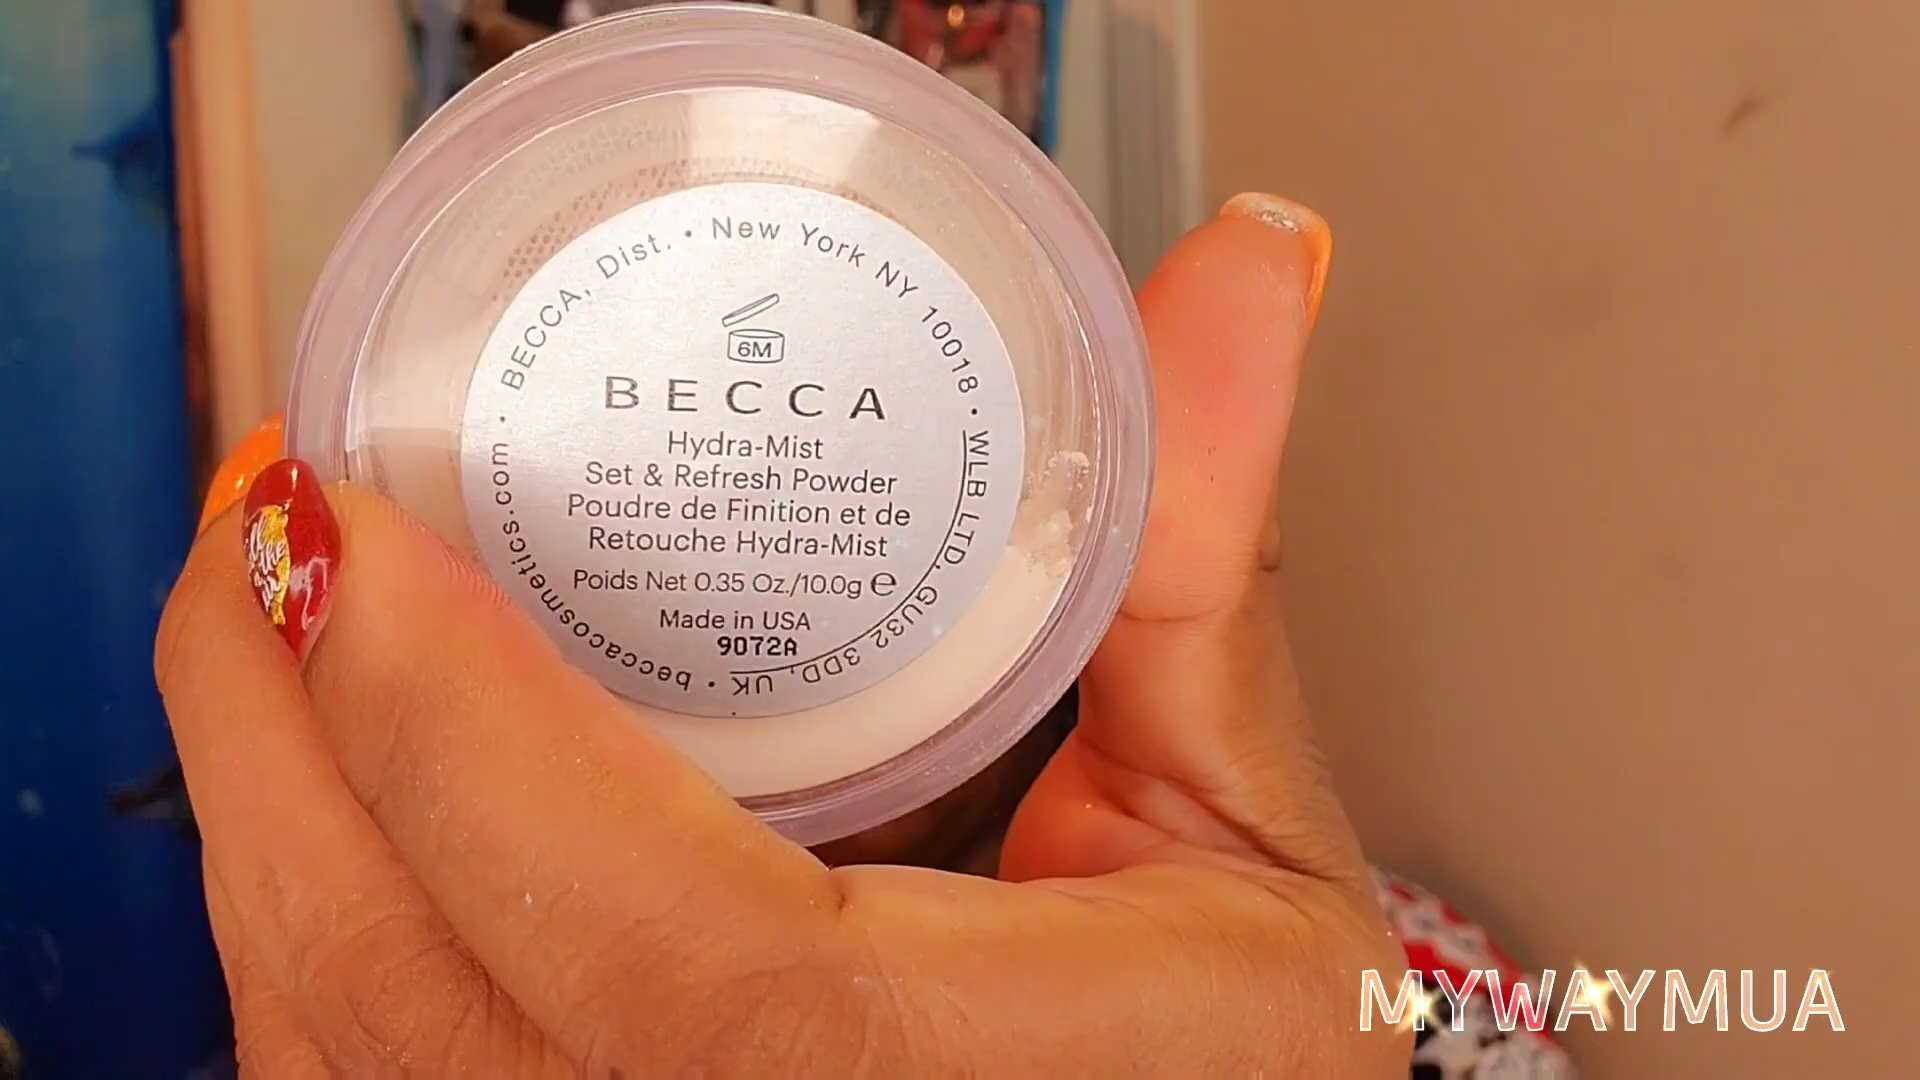 BECCA, Dist. • New York NY 10018 • WLB LTD, GU32 3DD, UK • beccacosmetics.com •
6M
BECCA
Hydra-Mist
Set & Refresh Powder
Poudre de Finition et de
Retouche Hydra-Mist
Poids Net 0.35 Oz./10.0g ℮
Made in USA
9072A
MYWAYMUA